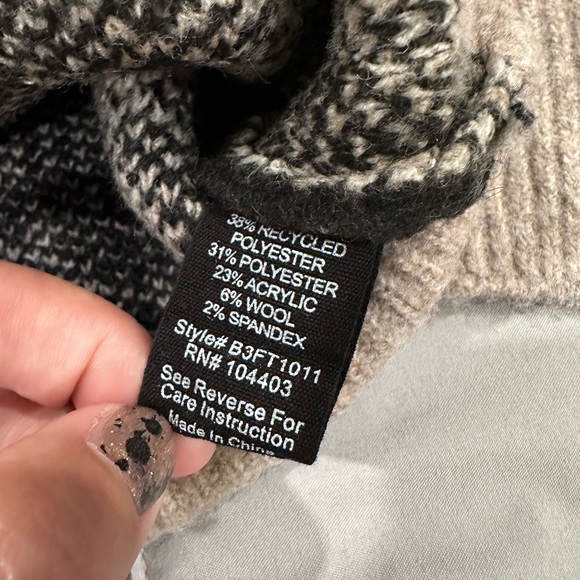 38% RECYCLED
POLYESTER
31% POLYESTER
23% ACRYLIC
6% WOOL
2% SPANDEX
Style# B3FT1011
RN# 104403
See Reverse For
Care Instruction
Made In China